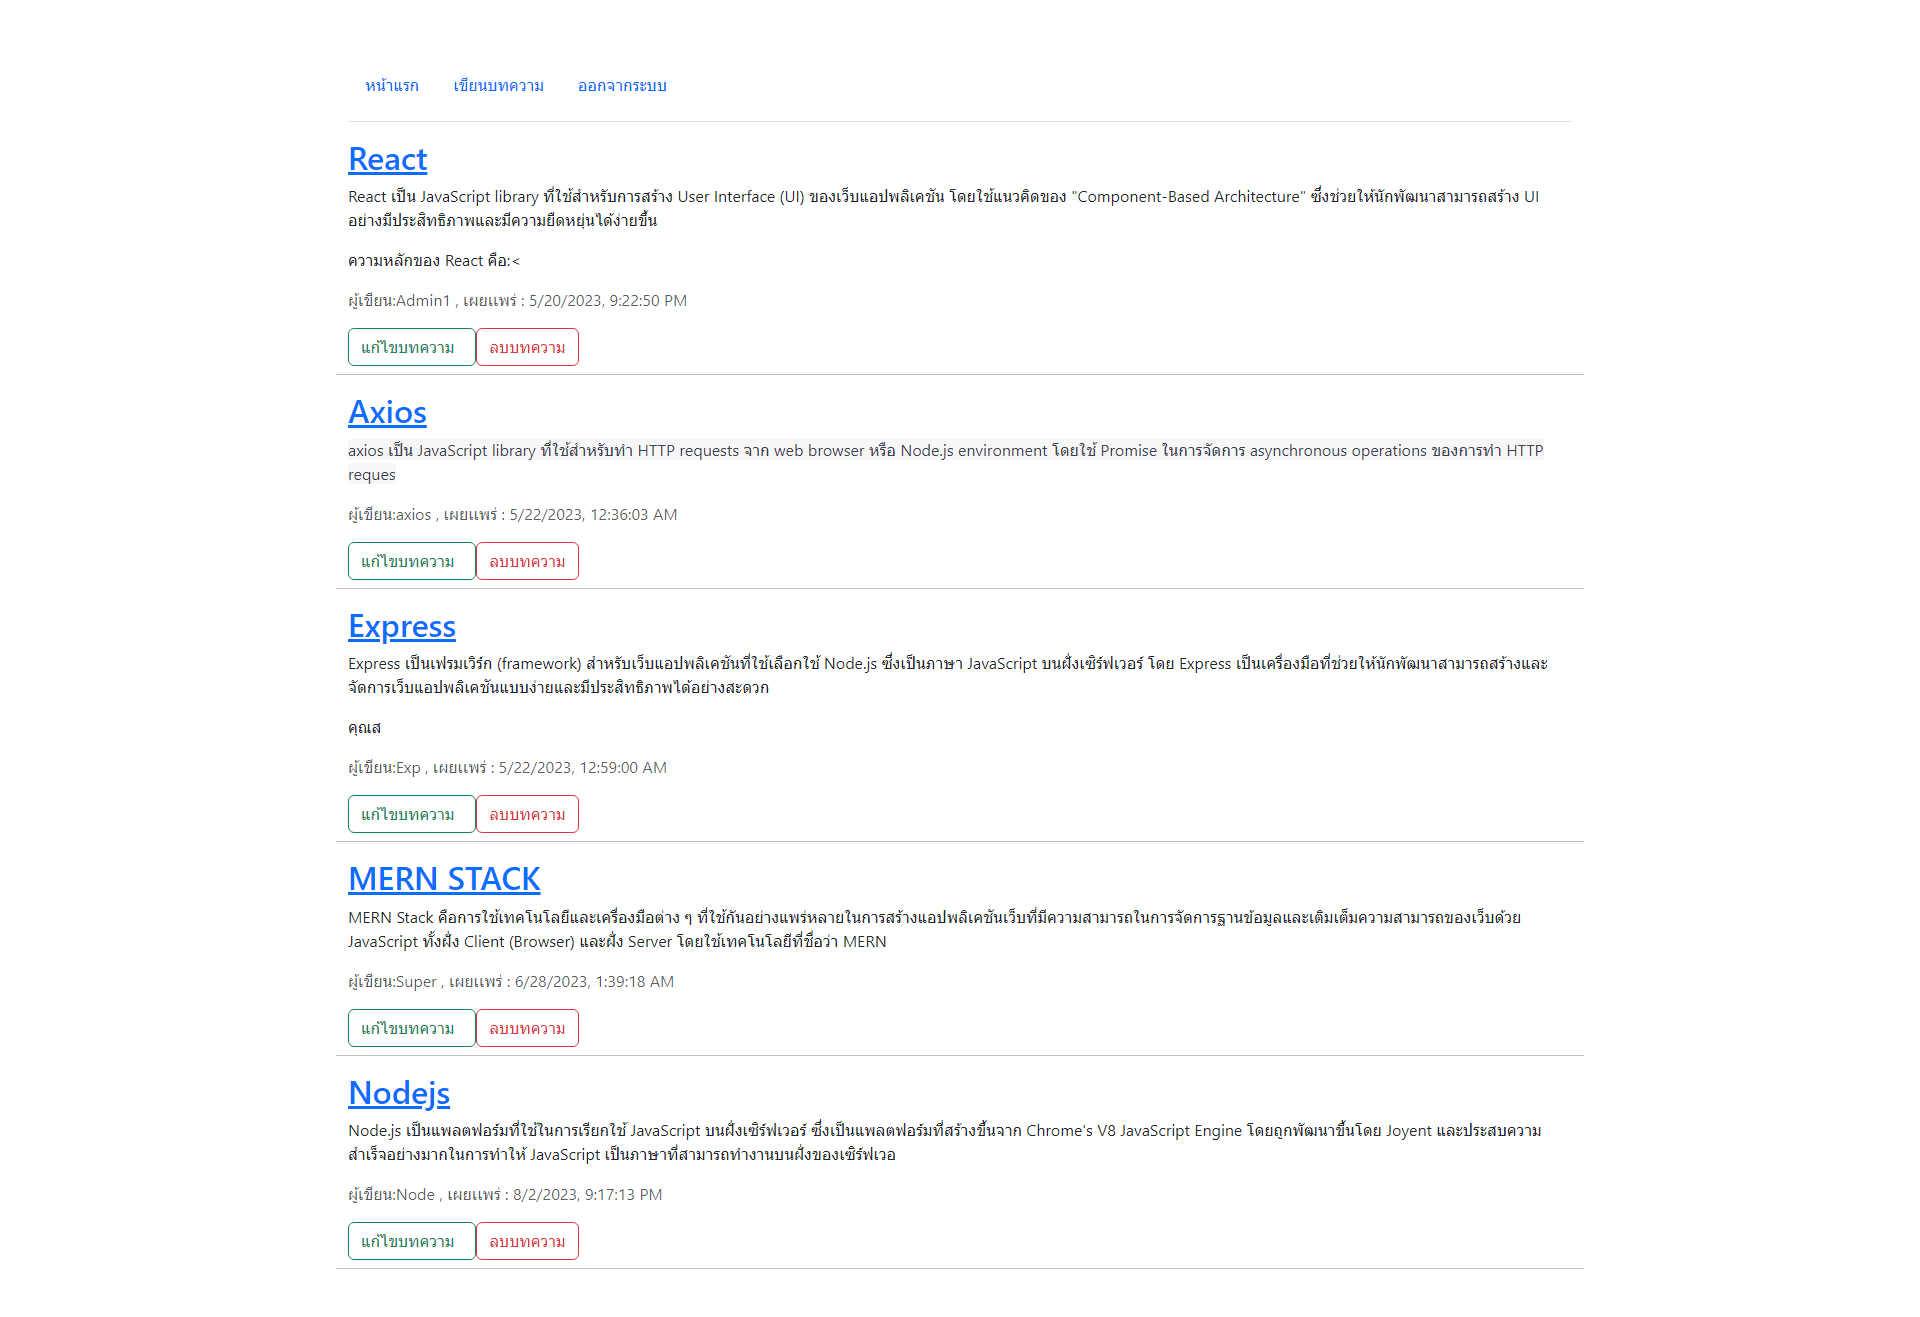 หน้าแรก เขียนบทความ ออกจากระบบ
React
React เป็น JavaScript library ที่ใช้สำหรับการสร้าง User Interface (UI) ของเว็บแอปพลิเคชัน โดยใช้แนวคิดของ "Component-Based Architecture" ซึ่งช่วยให้นักพัฒนาสามารถสร้าง UI
อย่างมีประสิทธิภาพและมีความยืดหยุ่นได้ง่ายขึ้น
ความหลักของ React คือ:<
ผู้เขียน:Admin1 , เผยแพร่ : 5/20/2023, 9:22:50 PM
แก้ไขบทความ ลบบทความ
Axios
axios เป็น JavaScript library ที่ใช้สำหรับทำ HTTP requests จาก web browser หรือ Node.js environment โดยใช้ Promise ในการจัดการ asynchronous operations ของการทำ HTTP
reques
ผู้เขียน:axios , เผยแพร่ : 5/22/2023, 12:36:03 AM
แก้ไขบทความ ลบบทความ
Express
Express เป็นเฟรมเวิร์ก (framework) สำหรับเว็บแอปพลิเคชันที่ใช้เลือกใช้ Node.js ซึ่งเป็นภาษา JavaScript บนฝั่งเซิร์ฟเวอร์ โดย Express เป็นเครื่องมือที่ช่วยให้นักพัฒนาสามารถสร้างและ
จัดการเว็บแอปพลิเคชันแบบง่ายและมีประสิทธิภาพได้อย่างสะดวก
คุณส
ผู้เขียน:Exp , เผยแพร่ : 5/22/2023, 12:59:00 AM
แก้ไขบทความ ลบบทความ
MERN STACK
MERN Stack คือการใช้เทคโนโลยีและเครื่องมือต่าง ๆ ที่ใช้กันอย่างแพร่หลายในการสร้างแอปพลิเคชันเว็บที่มีความสามารถในการจัดการฐานข้อมูลและเติมเต็มความสามารถของเว็บด้วย
JavaScript ทั้งฝั่ง Client (Browser) และฝั่ง Server โดยใช้เทคโนโลยีที่ชื่อว่า MERN
ผู้เขียน:Super , เผยแพร่ : 6/28/2023, 1:39:18 AM
แก้ไขบทความ ลบบทความ
Nodejs
Node.js เป็นแพลตฟอร์มที่ใช้ในการเรียกใช้ JavaScript บนฝั่งเซิร์ฟเวอร์ ซึ่งเป็นแพลตฟอร์มที่สร้างขึ้นจาก Chrome's V8 JavaScript Engine โดยถูกพัฒนาขึ้นโดย Joyent และประสบความ
สำเร็จอย่างมากในการทำให้ JavaScript เป็นภาษาที่สามารถทำงานบนฝั่งของเซิร์ฟเวอ
ผู้เขียน:Node , เผยแพร่ : 8/2/2023, 9:17:13 PM
แก้ไขบทความ ลบบทความ